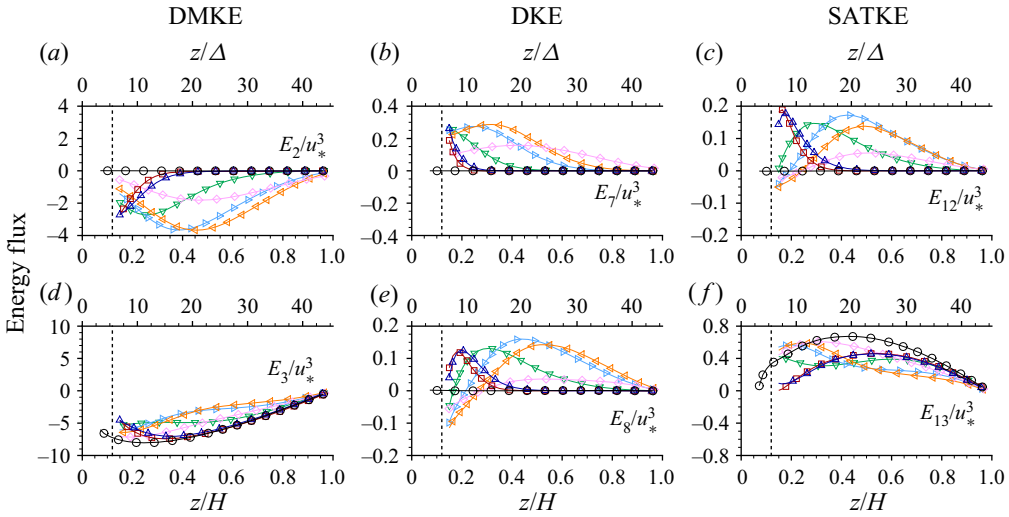 DMKE DKE SATKE
(a) z/Δ (b) z/Δ (c) z/Δ
0 10 20 30 40 0 10 20 30 40 0 10 20 30 40
4 0.4 0.2
2 0.2 0.1
0 0 0
−2 −0.2 −0.1
−4 −0.4 −0.2
E₂/u³* E₇/u³* E₁₂/u³*
0 0.2 0.4 0.6 0.8 1.0 0 0.2 0.4 0.6 0.8 1.0 0 0.2 0.4 0.6 0.8 1.0
Energy flux
(d) (e) (f)
0 10 20 30 40 0 10 20 30 40 0 10 20 30 40
10 0.2 0.8
5 0.1 0.4
0 0 0
−5 −0.1 −0.4
−10 −0.2 −0.8
E₃/u³* E₈/u³* E₁₃/u³*
0 0.2 0.4 0.6 0.8 1.0 0 0.2 0.4 0.6 0.8 1.0 0 0.2 0.4 0.6 0.8 1.0
z/H z/H z/H